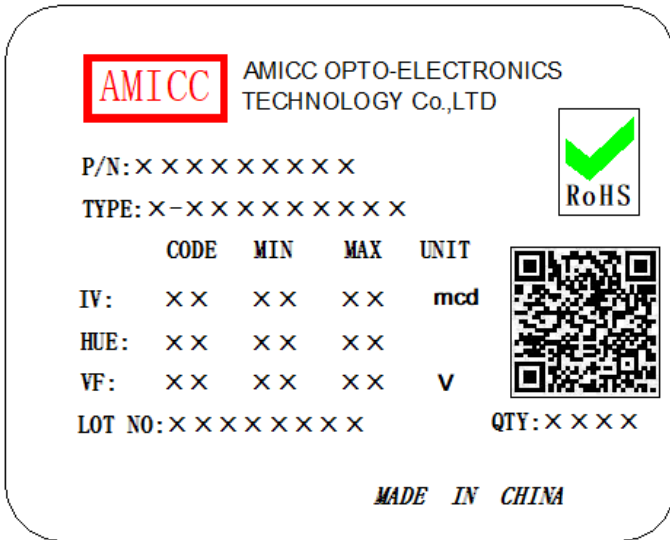 AMICC
AMICC OPTO-ELECTRONICS
TECHNOLOGY Co.,LTD
RoHS
P/N:×××××××××
TYPE:×-×××××××××
CODE MIN MAX UNIT
IV: ×× ×× ×× mcd
HUE: ×× ×× ××
VF: ×× ×× ×× V
LOT NO:××××××××
QTY:××××
MADE IN CHINA